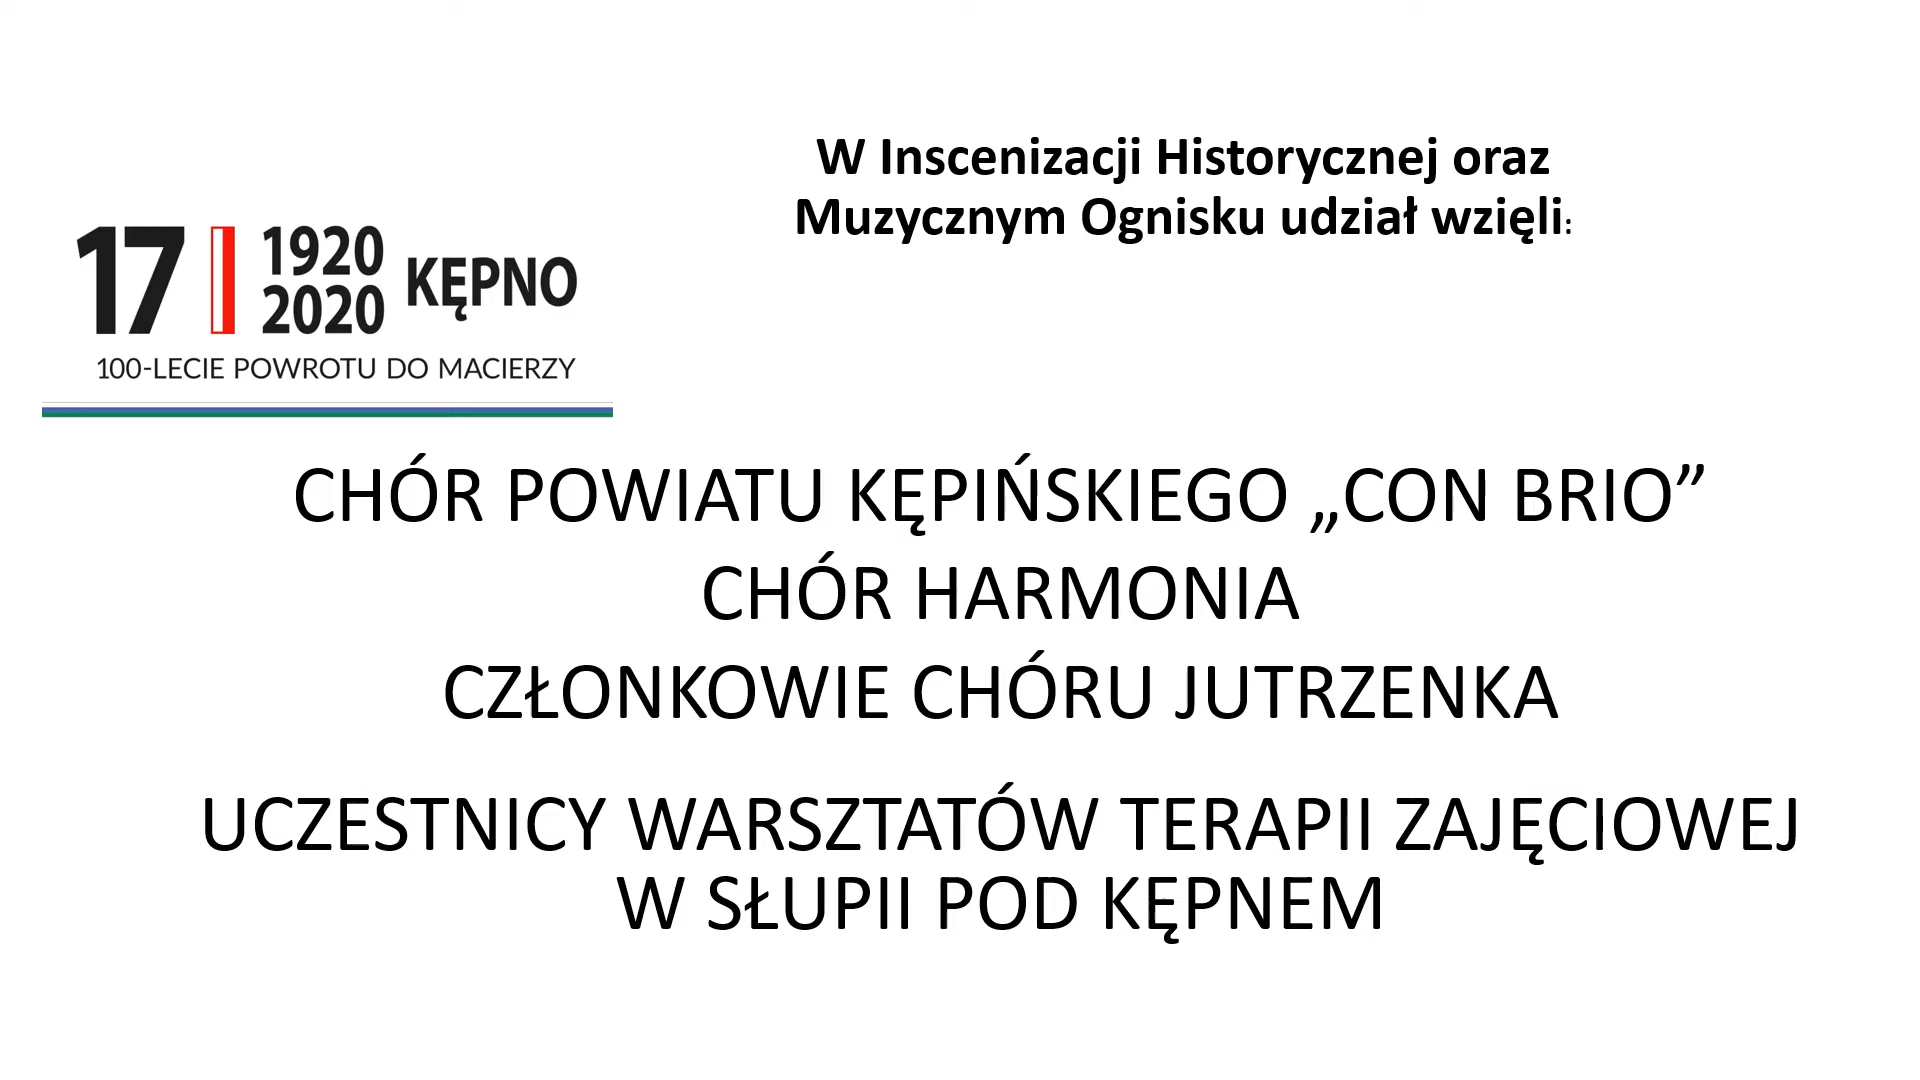 W Inscenizacji Historycznej oraz
Muzycznym Ognisku udział wzięli:
17 1920 2020 KĘPNO
100-LECIE POWROTU DO MACIERZY
CHÓR POWIATU KĘPIŃSKIEGO „CON BRIO”
CHÓR HARMONIA
CZŁONKOWIE CHÓRU JUTRZENKA
UCZESTNICY WARSZTATÓW TERAPII ZAJĘCIOWEJ
W SŁUPII POD KĘPNEM